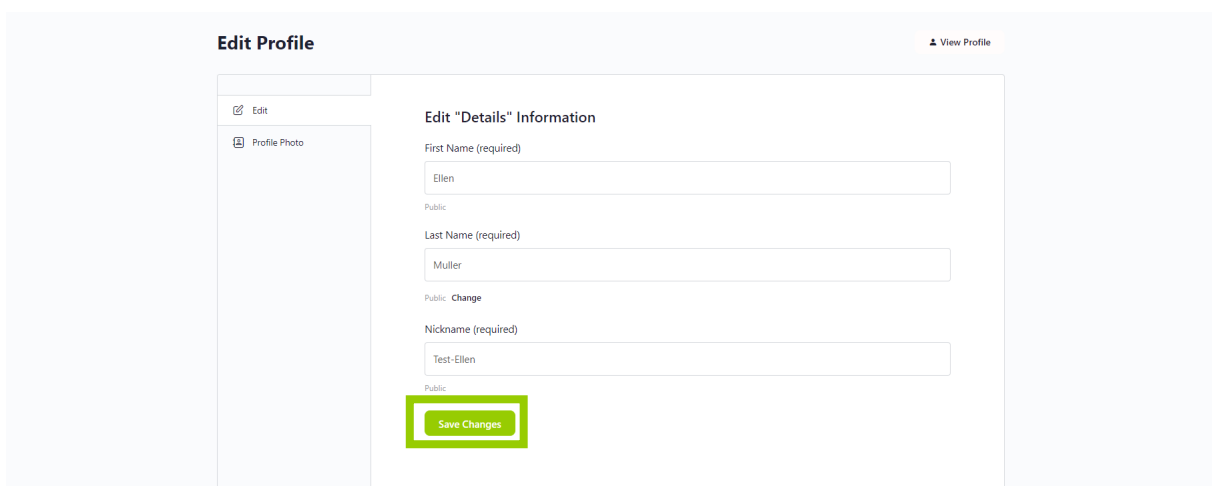 Edit Profile
View Profile
Edit
Profile Photo
Edit "Details" Information
First Name (required)
Ellen
Public
Last Name (required)
Muller
Public Change
Nickname (required)
Test-Ellen
Public
Save Changes